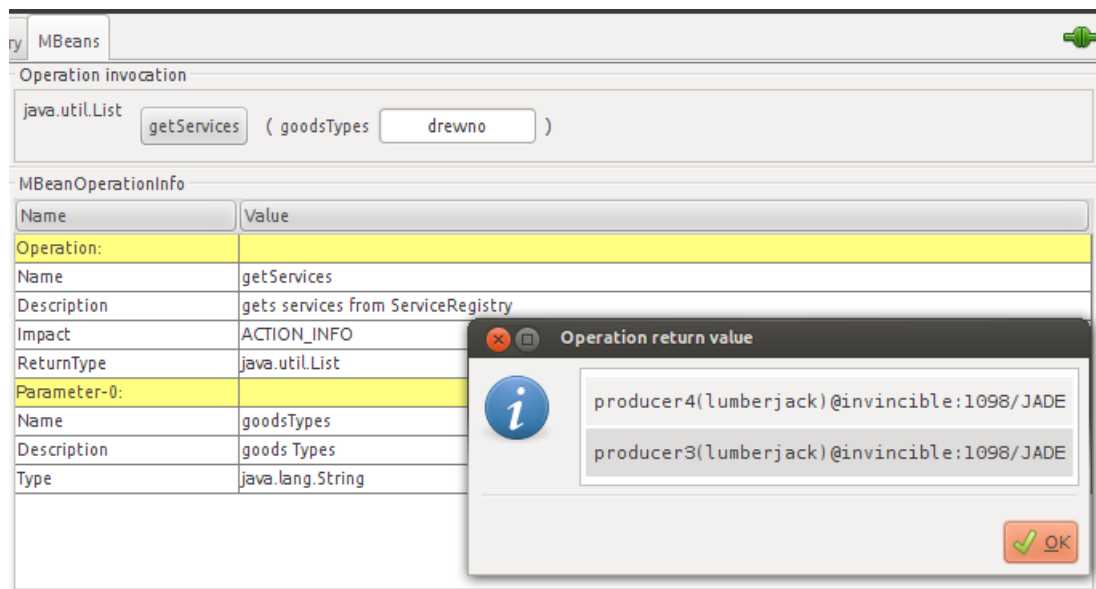 ry MBeans
Operation invocation
java.util.List getServices ( goodsTypes drewno )
MBeanOperationInfo
Name Value
Operation:
Name getServices
Description gets services from ServiceRegistry
Impact ACTION_INFO
ReturnType java.util.List
Parameter-0:
Name goodsTypes
Description goods Types
Type java.lang.String
Operation return value
producer4(lumberjack)@invincible:1098/JADE
producer3(lumberjack)@invincible:1098/JADE
OK